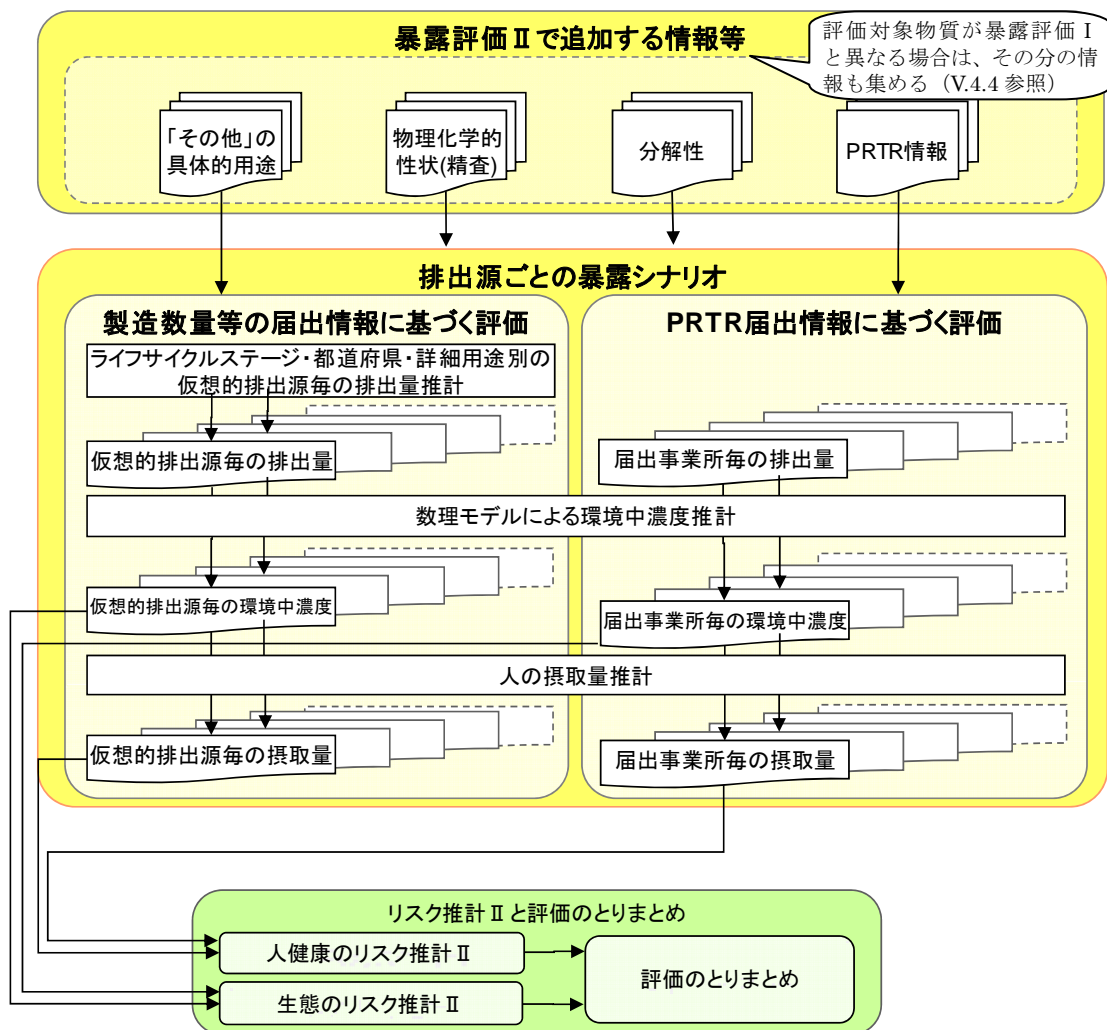 暴露評価Ⅱで追加する情報等
評価対象物質が暴露評価Ⅰ
と異なる場合は、その分の情
報も集める（V.4.4 参照）
「その他」の
具体的用途
物理化学的
性状(精査)
分解性
PRTR情報
排出源ごとの暴露シナリオ
製造数量等の届出情報に基づく評価
ライフサイクルステージ・都道府県・詳細用途別の
仮想的排出源毎の排出量推計
仮想的排出源毎の排出量
PRTR届出情報に基づく評価
届出事業所毎の排出量
数理モデルによる環境中濃度推計
仮想的排出源毎の環境中濃度
届出事業所毎の環境中濃度
人の摂取量推計
仮想的排出源毎の摂取量
届出事業所毎の摂取量
リスク推計Ⅱと評価のとりまとめ
人健康のリスク推計Ⅱ
生態のリスク推計Ⅱ
評価のとりまとめ